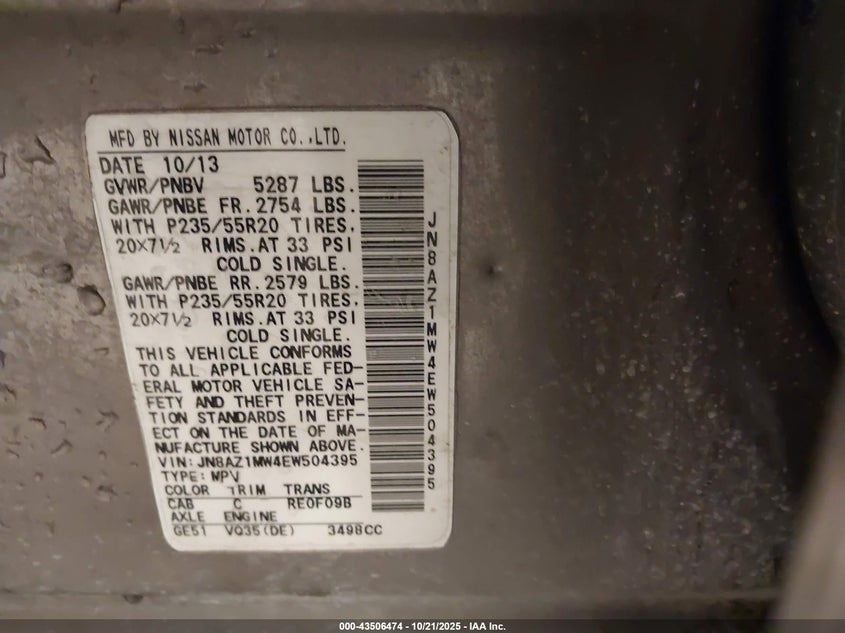 MFD BY NISSAN MOTOR CO.,LTD.
DATE 10/13
GVWR/PNBV 5287 LBS.
GAWR/PNBE FR.2754 LBS.
WITH P235/55R20 TIRES,
20X7½ RIMS.AT 33 PSI
COLD SINGLE.
GAWR/PNBE RR.2579 LBS.
WITH P235/55R20 TIRES,
20X7½ RIMS.AT 33 PSI
COLD SINGLE.
THIS VEHICLE CONFORMS
TO ALL APPLICABLE FED-
ERAL MOTOR VEHICLE SA-
FETY AND THEFT PREVEN-
TION STANDARDS IN EFF-
ECT ON THE DATE OF MA-
NUFACTURE SHOWN ABOVE.
VIN:JN8AZ1MW4EW504395
TYPE:MPV
COLOR TRIM TRANS
CAB C RE0F09B
AXLE ENGINE
GE51 VQ35(DE) 3498CC
JN8AZ1MW4EW504395
000-43506474 - 10/21/2025 - IAA Inc.